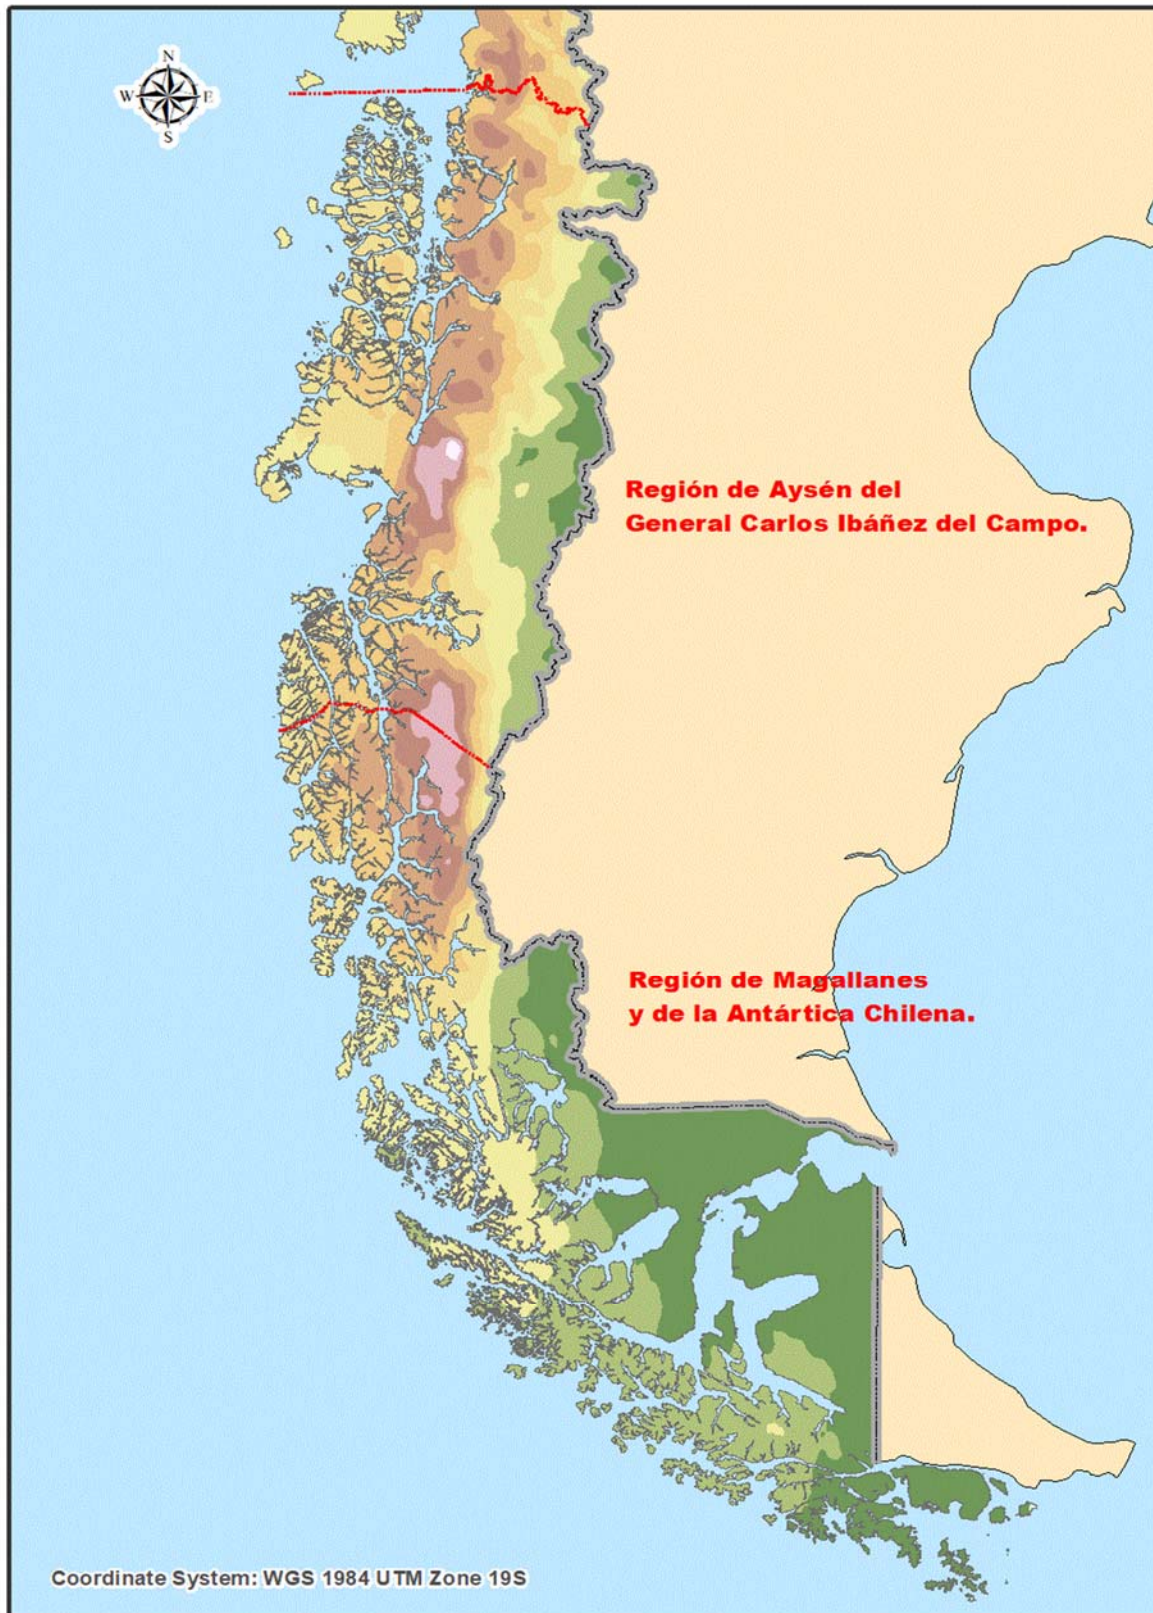 N
W E
S
Región de Aysén del
General Carlos Ibáñez del Campo.
Región de Magallanes
y de la Antártica Chilena.
Coordinate System: WGS 1984 UTM Zone 19S